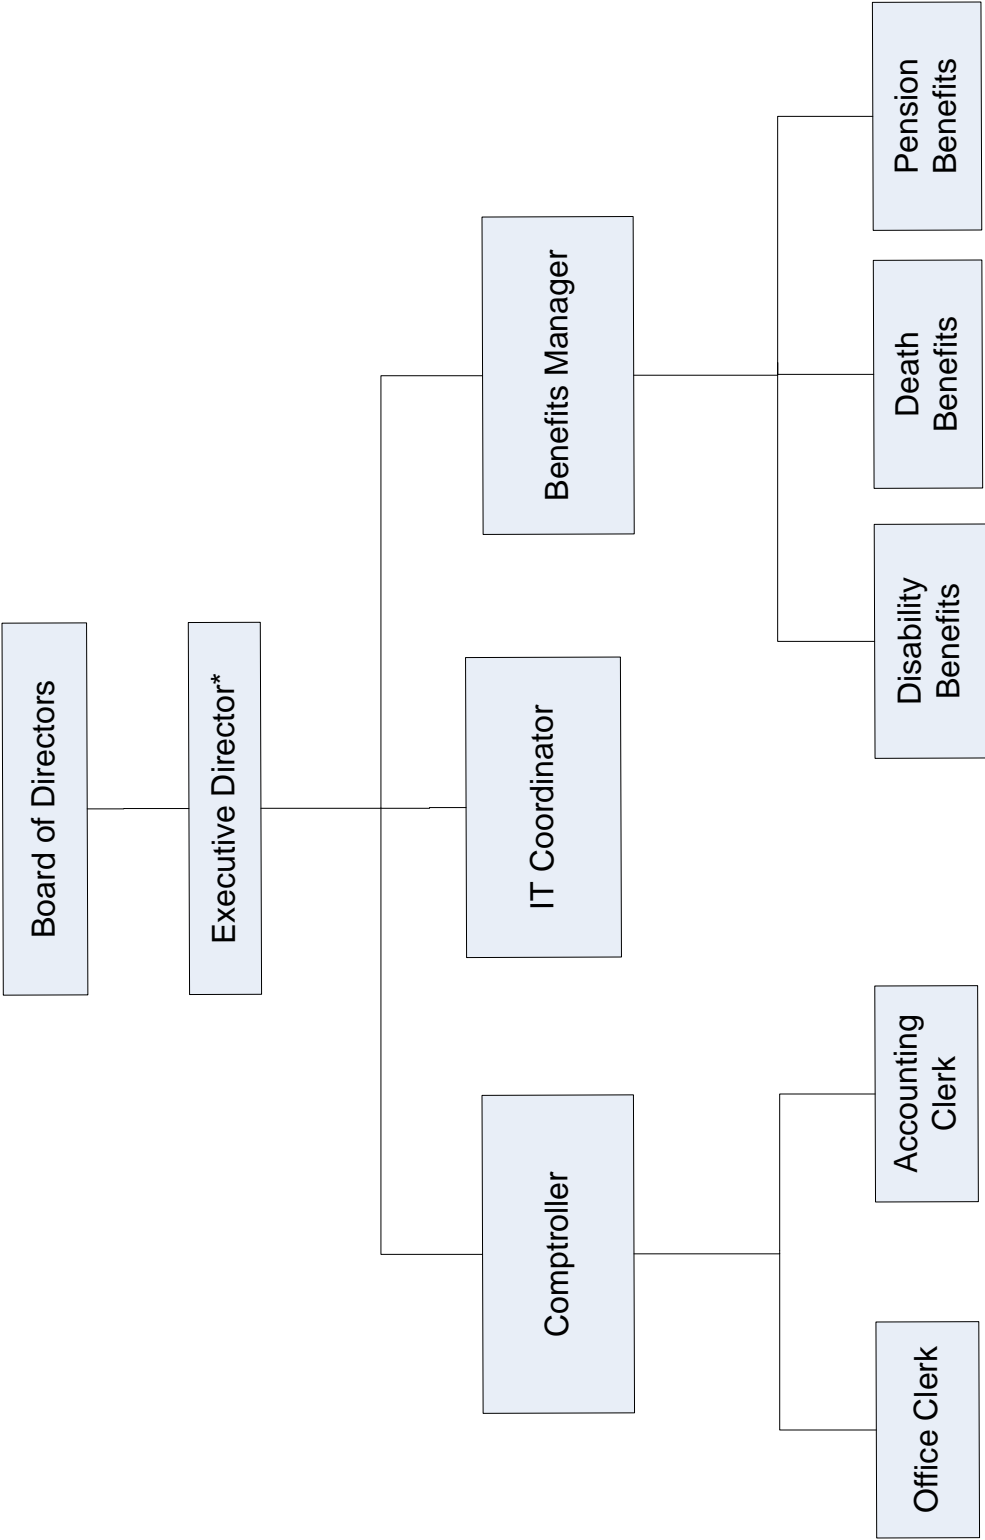 Board of Directors
Executive Director*
Comptroller
IT Coordinator
Benefits Manager
Office Clerk
Accounting
Clerk
Disability
Benefits
Death
Benefits
Pension
Benefits